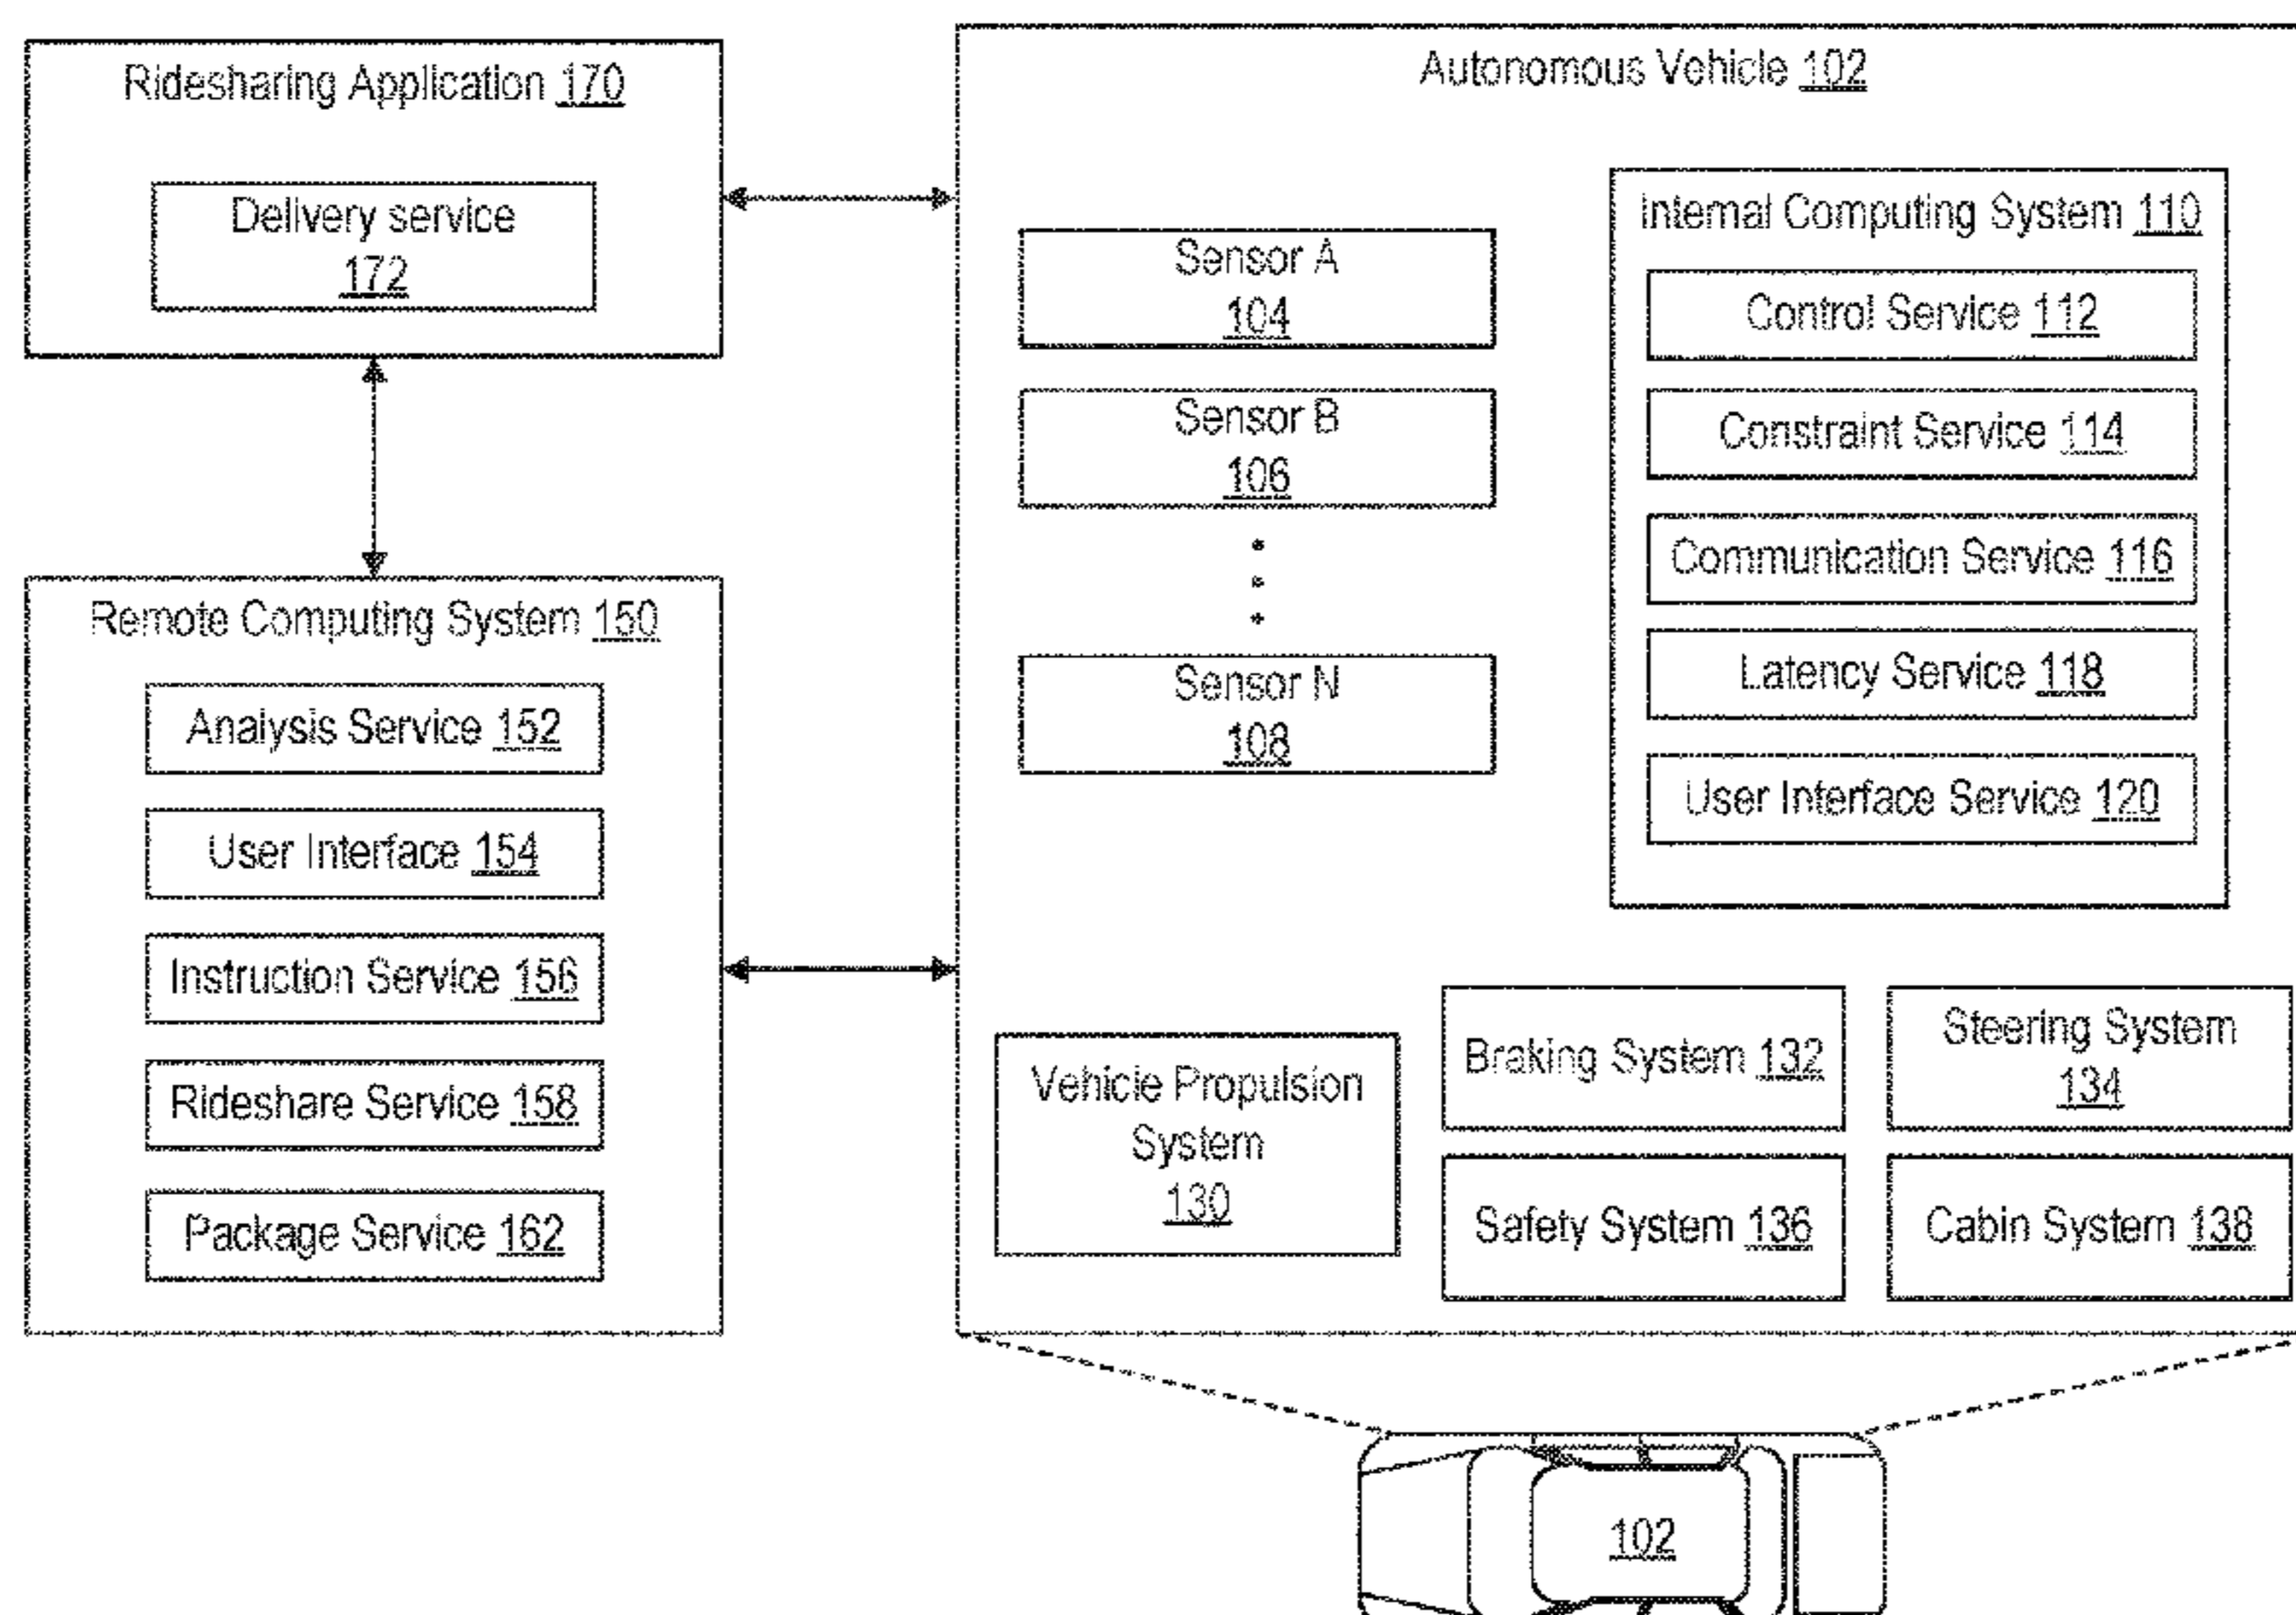 Ridesharing Application 170
Delivery service
172
Remote Computing System 150
Analysis Service 152
User Interface 154
Instruction Service 156
Rideshare Service 158
Package Service 162
Autonomous Vehicle 102
Sensor A
104
Sensor B
106
Sensor N
108
Internal Computing System 110
Control Service 112
Constraint Service 114
Communication Service 116
Latency Service 118
User Interface Service 120
Vehicle Propulsion
System
130
Braking System 132
Steering System
134
Safety System 136
Cabin System 138
102